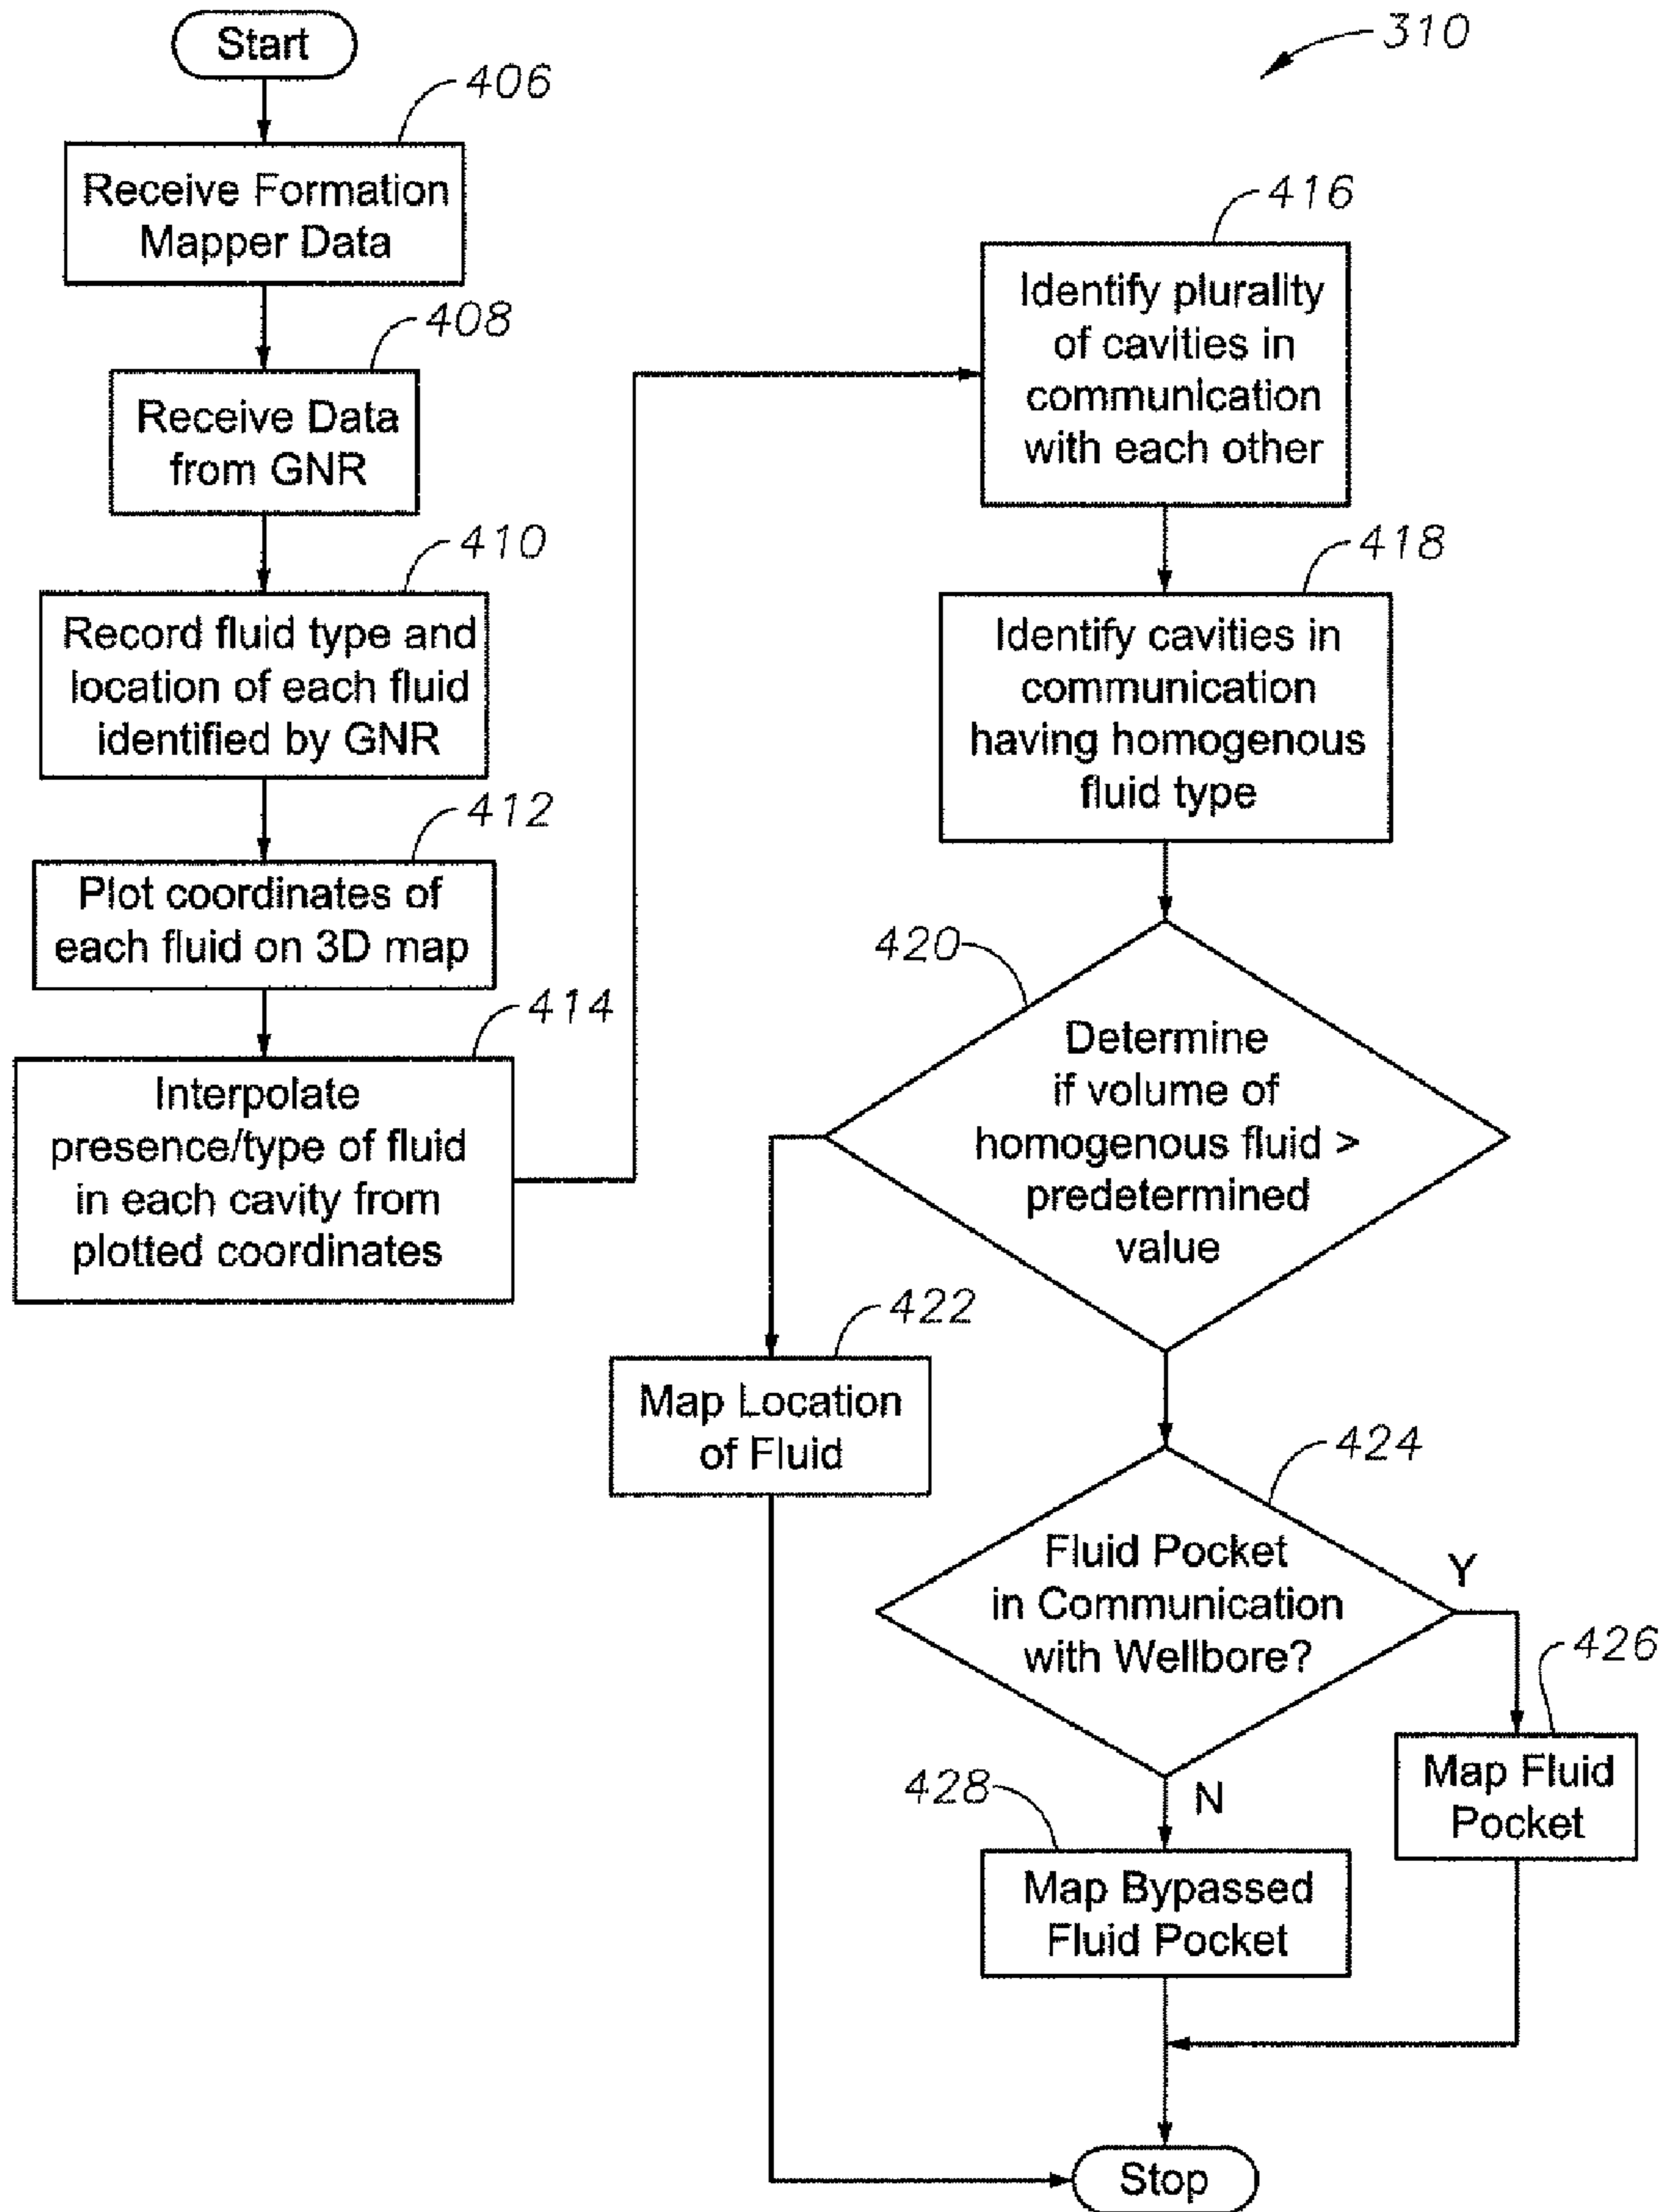 Start
310
406
Receive Formation
Mapper Data
408
Receive Data
from GNR
410
Record fluid type and
location of each fluid
identified by GNR
412
Plot coordinates of
each fluid on 3D map
414
Interpolate
presence/type of fluid
in each cavity from
plotted coordinates
416
Identify plurality
of cavities in
communication
with each other
418
Identify cavities in
communication
having homogenous
fluid type
420
Determine
if volume of
homogenous fluid >
predetermined
value
422
Map Location
of Fluid
424
Fluid Pocket
in Communication
with Wellbore?
Y
426
Map Fluid
Pocket
N
428
Map Bypassed
Fluid Pocket
Stop